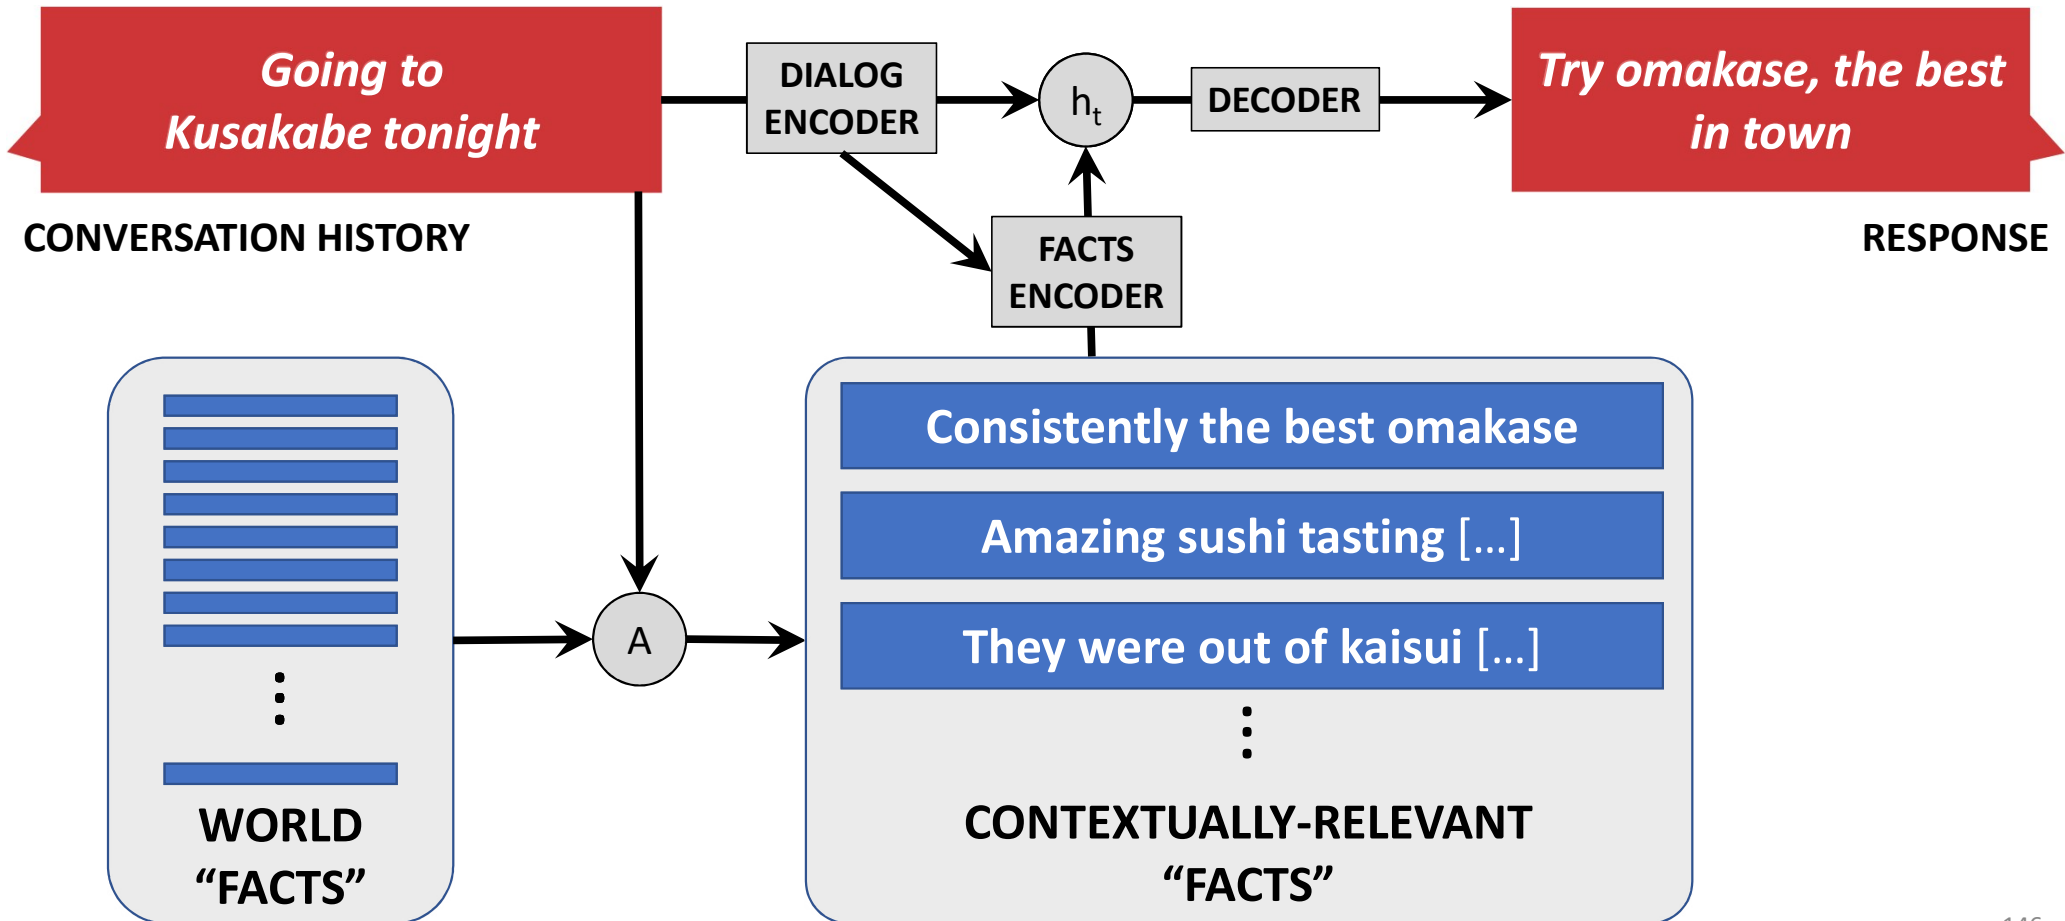 Going to
Kusakabe tonight
DIALOG
ENCODER
h_t
DECODER
Try omakase, the best
in town
CONVERSATION HISTORY
RESPONSE
FACTS
ENCODER
Consistently the best omakase
Amazing sushi tasting [...]
They were out of kaisui [...]
A
WORLD
“FACTS”
CONTEXTUALLY-RELEVANT
“FACTS”